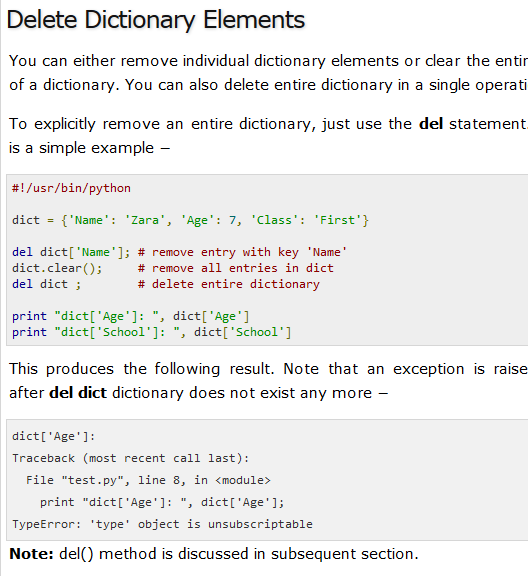 Delete Dictionary Elements
You can either remove individual dictionary elements or clear the entir
of a dictionary. You can also delete entire dictionary in a single operati
To explicitly remove an entire dictionary, just use the del statement.
is a simple example −
#!/usr/bin/python
dict = {'Name': 'Zara', 'Age': 7, 'Class': 'First'}
del dict['Name']; # remove entry with key 'Name'
dict.clear();     # remove all entries in dict
del dict ;        # delete entire dictionary
print "dict['Age']: ", dict['Age']
print "dict['School']: ", dict['School']
This produces the following result. Note that an exception is raise
after del dict dictionary does not exist any more −
dict['Age']:
Traceback (most recent call last):
  File "test.py", line 8, in <module>
    print "dict['Age']: ", dict['Age'];
TypeError: 'type' object is unsubscriptable
Note: del() method is discussed in subsequent section.